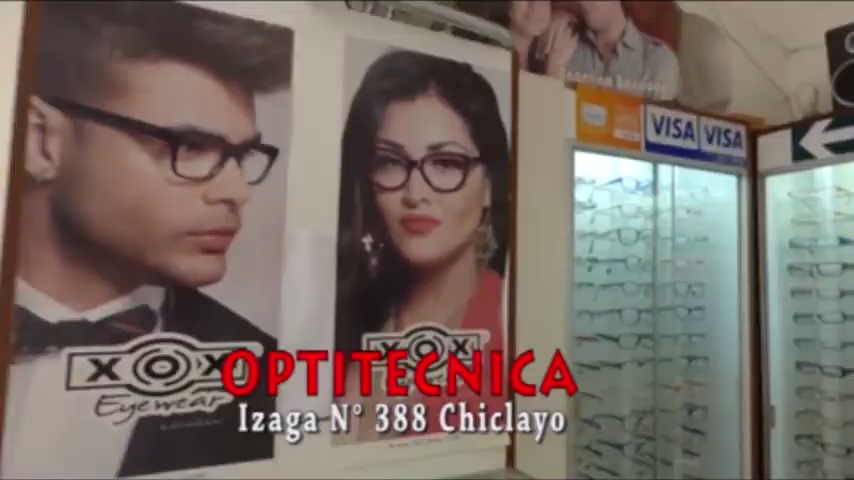 VISA VISA
XOX
Eyewear
XOX
OPTITECNICA
Izaga N° 388 Chiclayo